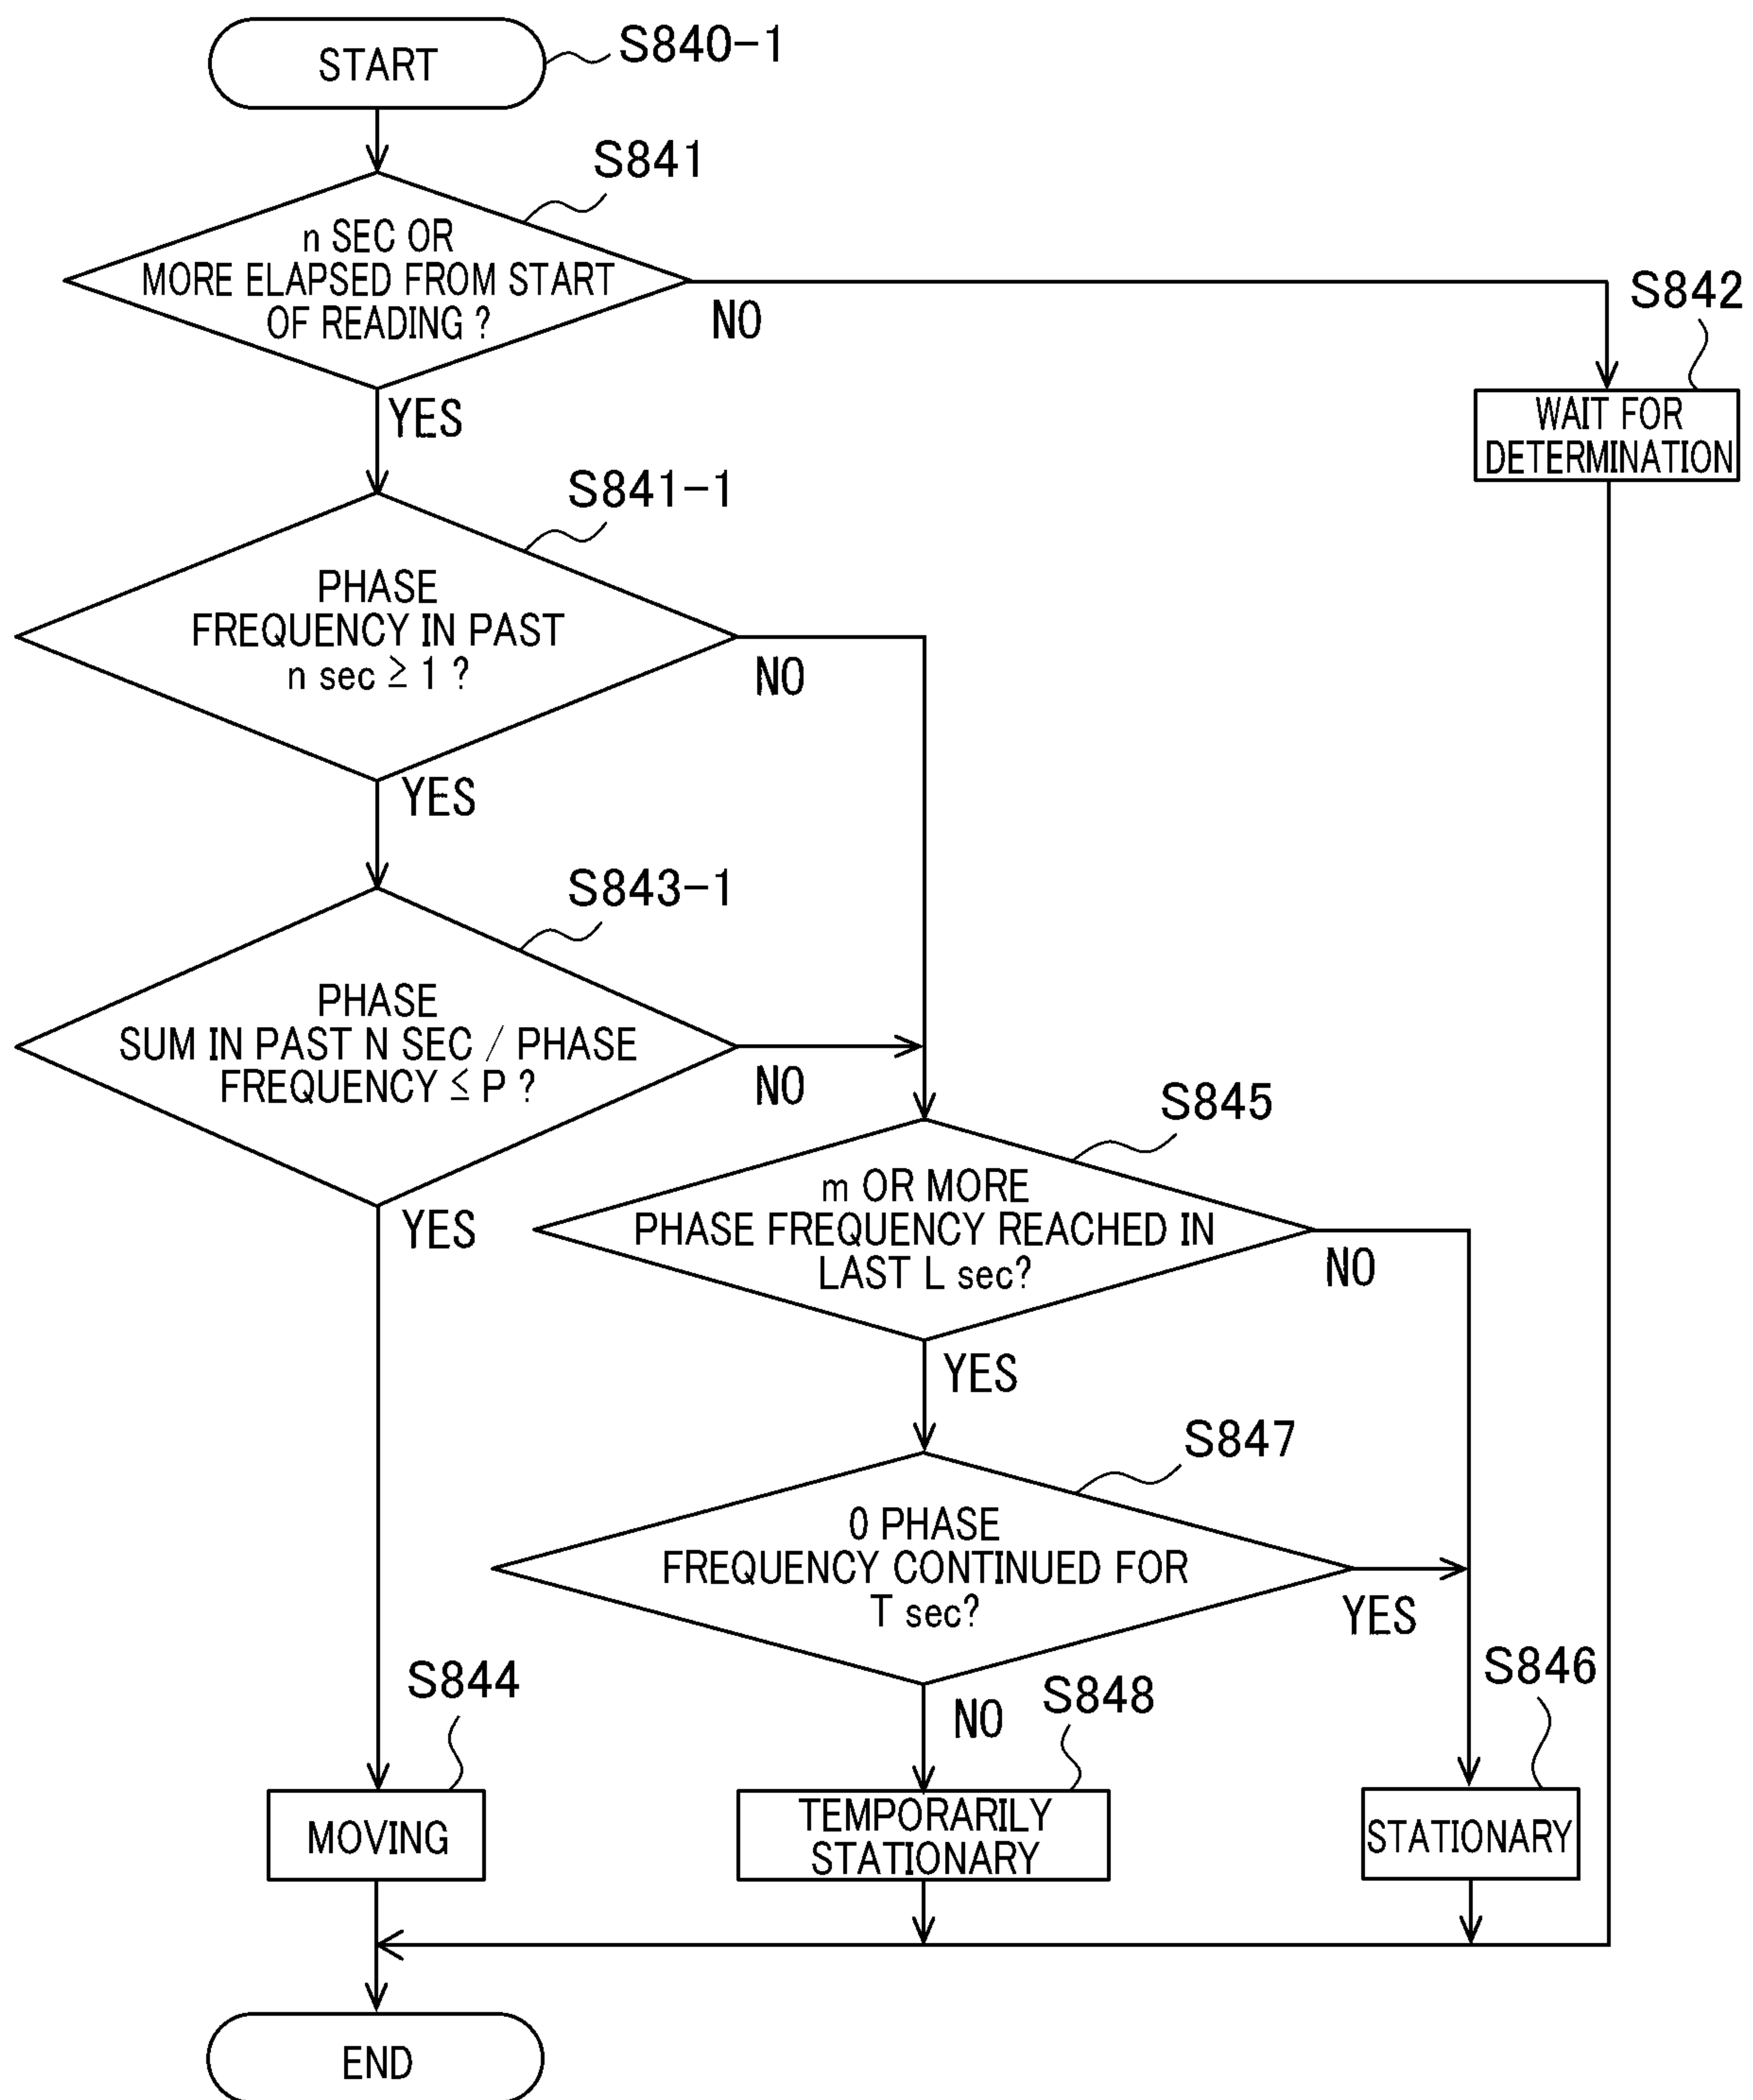 START
S840-1
S841
n SEC OR
MORE ELAPSED FROM START
OF READING ?
NO
S842
WAIT FOR
DETERMINATION
YES
S841-1
PHASE
FREQUENCY IN PAST
n sec ≥ 1 ?
NO
YES
S843-1
PHASE
SUM IN PAST N SEC / PHASE
FREQUENCY ≤ P ?
NO
YES
S845
m OR MORE
PHASE FREQUENCY REACHED IN
LAST L sec?
NO
YES
S847
0 PHASE
FREQUENCY CONTINUED FOR
T sec?
YES
NO
S844
MOVING
S848
TEMPORARILY
STATIONARY
S846
STATIONARY
END